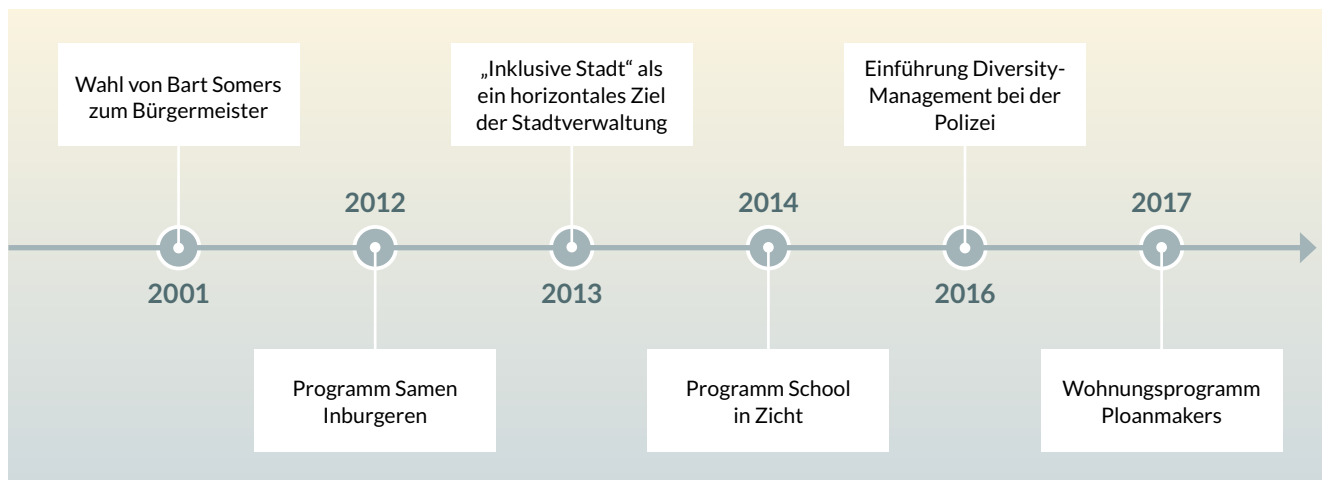 Wahl von Bart Somers
zum Bürgermeister
2001
2012
Programm Samen
Inburgeren
„Inklusive Stadt“ als
ein horizontales Ziel
der Stadtverwaltung
2013
2014
Programm School
in Zicht
Einführung Diversity-
Management bei der
Polizei
2016
2017
Wohnungsprogramm
Ploanmakers